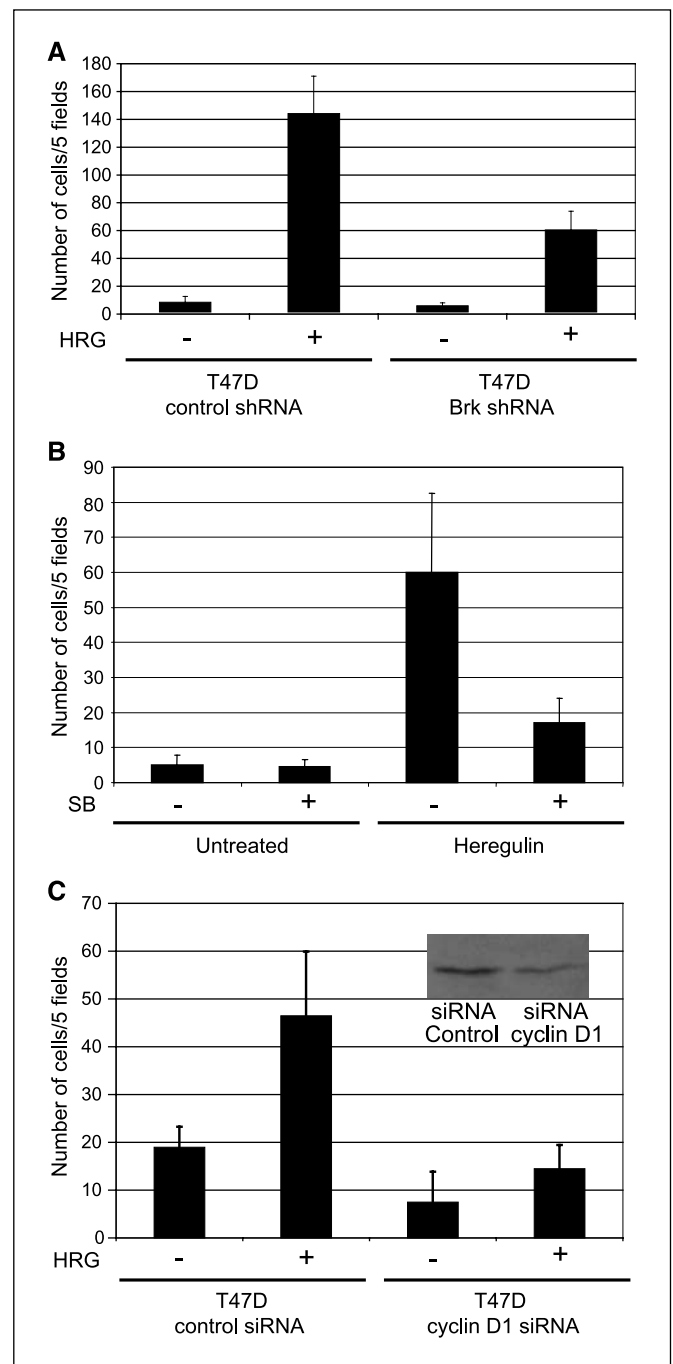 A
Number of cells/5 fields
180
160
140
120
100
80
60
40
20
0
HRG - + - +
T47D T47D
control shRNA Brk shRNA
B
Number of cells/5 fields
90
80
70
60
50
40
30
20
10
0
SB - + - +
Untreated Heregulin
C
Number of cells/5 fields
70
60
50
40
30
20
10
0
siRNA siRNA
Control cyclin D1
HRG - + - +
T47D T47D
control siRNA cyclin D1 siRNA